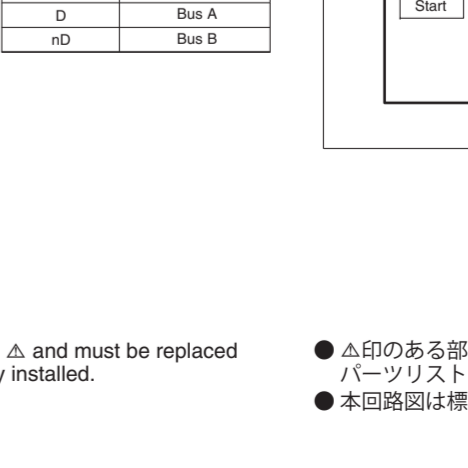 D Bus A
nD Bus B
Start
⚠ and must be replaced
installed.
● ⚠印のある部
パーツリスト
● 本回路図は標